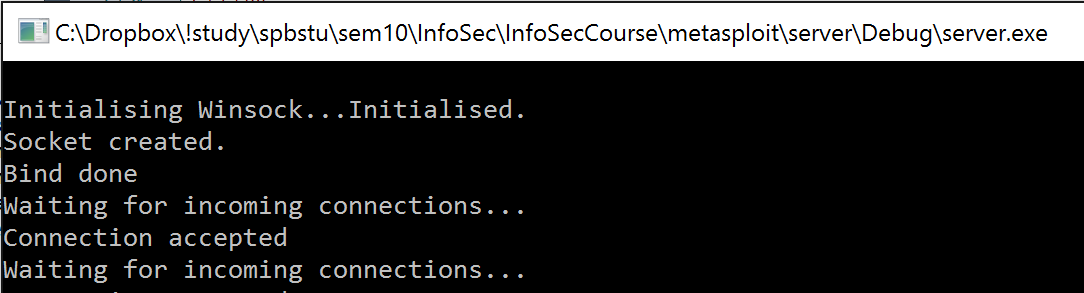 C:\Dropbox\!study\spbstu\sem10\InfoSec\InfoSecCourse\metasploit\server\Debug\server.exe
Initialising Winsock...Initialised.
Socket created.
Bind done
Waiting for incoming connections...
Connection accepted
Waiting for incoming connections...